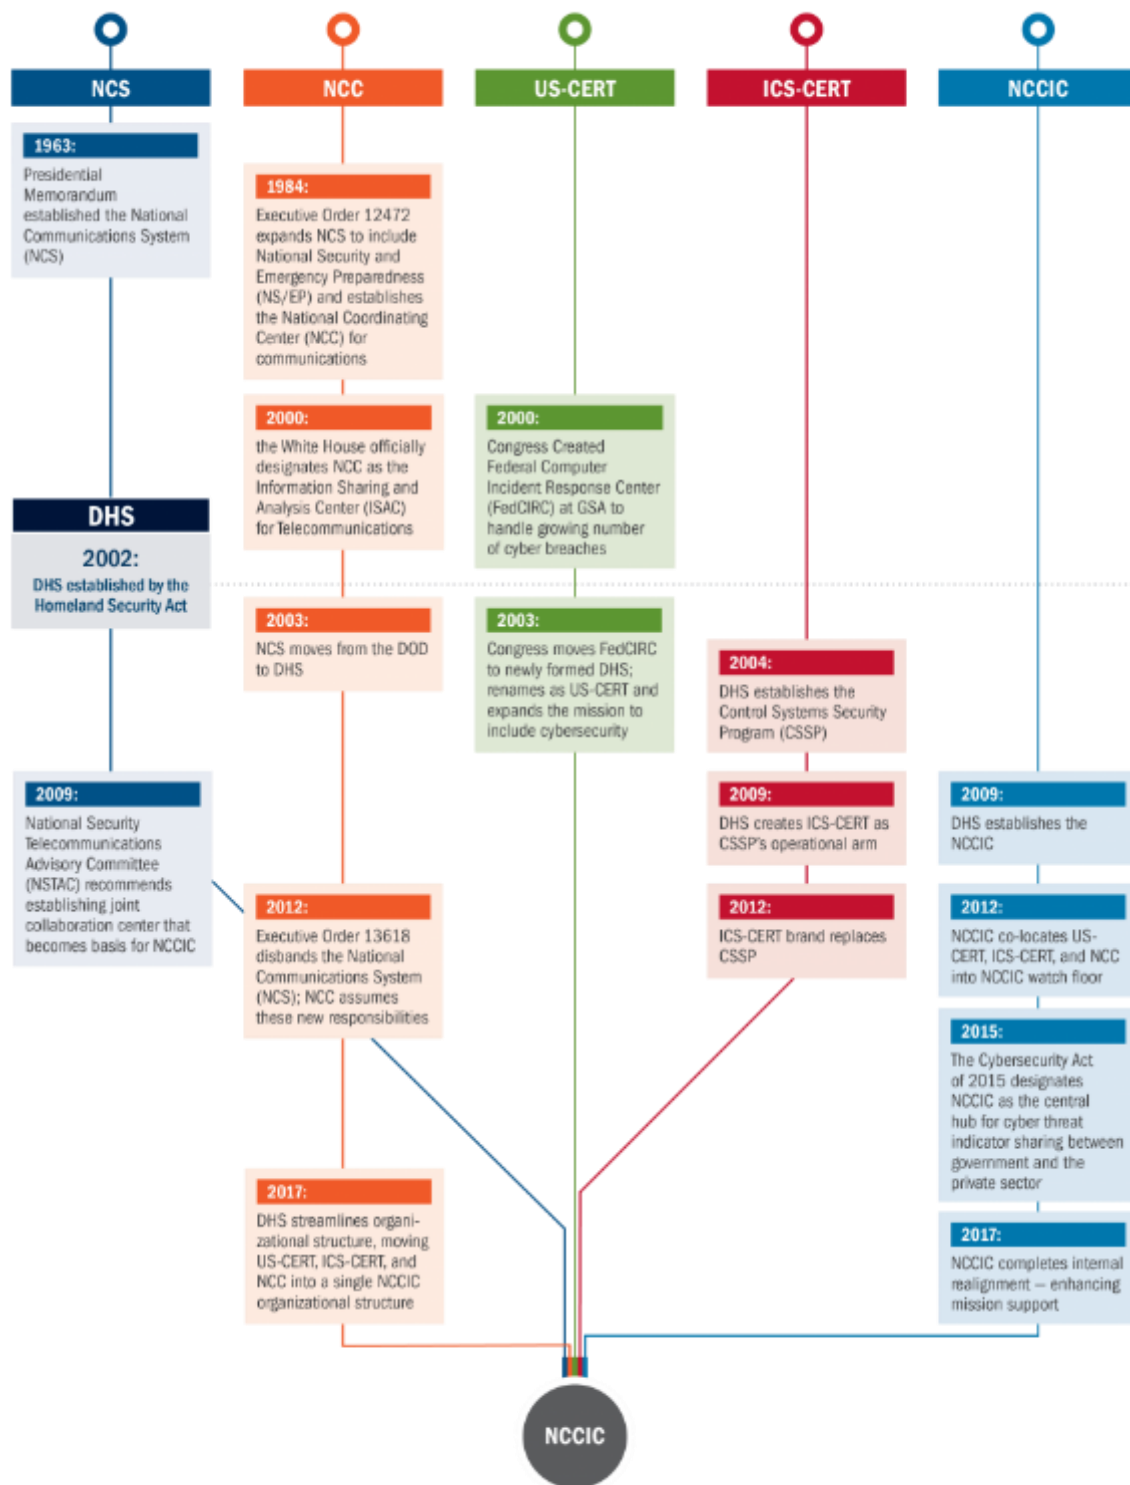 NCS
1963:
Presidential
Memorandum
established the National
Communications System
(NCS)
DHS
2002:
DHS established by the
Homeland Security Act
2009:
National Security
Telecommunications
Advisory Committee
(NSTAC) recommends
establishing joint
collaboration center that
becomes basis for NCCIC
NCC
1984:
Executive Order 12472
expands NCS to include
National Security and
Emergency Preparedness
(NS/EP) and establishes
the National Coordinating
Center (NCC) for
communications
2000:
the White House officially
designates NCC as the
Information Sharing and
Analysis Center (ISAC)
for Telecommunications
2003:
NCS moves from the DOD
to DHS
2012:
Executive Order 13618
disbands the National
Communications System
(NCS); NCC assumes
these new responsibilities
2017:
DHS streamlines organi-
zational structure, moving
US-CERT, ICS-CERT, and
NCC into a single NCCIC
organizational structure
US-CERT
2000:
Congress Created
Federal Computer
Incident Response Center
(FedCIRC) at GSA to
handle growing number
of cyber breaches
2003:
Congress moves FedCIRC
to newly formed DHS;
renames as US-CERT and
expands the mission to
include cybersecurity
ICS-CERT
2004:
DHS establishes the
Control Systems Security
Program (CSSP)
2009:
DHS creates ICS-CERT as
CSSP's operational arm
2012:
ICS-CERT brand replaces
CSSP
NCCIC
2009:
DHS establishes the
NCCIC
2012:
NCCIC co-locates US-
CERT, ICS-CERT, and NCC
into NCCIC watch floor
2015:
The Cybersecurity Act
of 2015 designates
NCCIC as the central
hub for cyber threat
indicator sharing between
government and the
private sector
2017:
NCCIC completes internal
realignment — enhancing
mission support
NCCIC